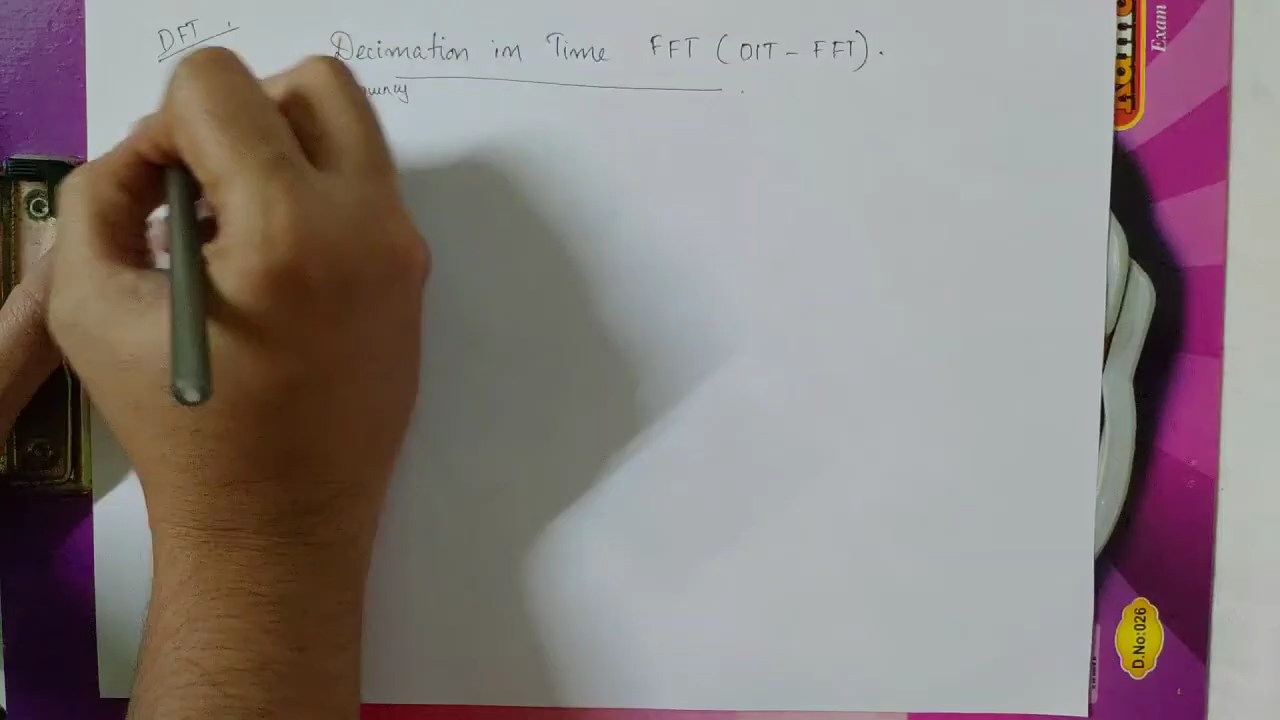 DFT.
Decimation in Time FFT (DIT - FFT).
Exam
D.No:026